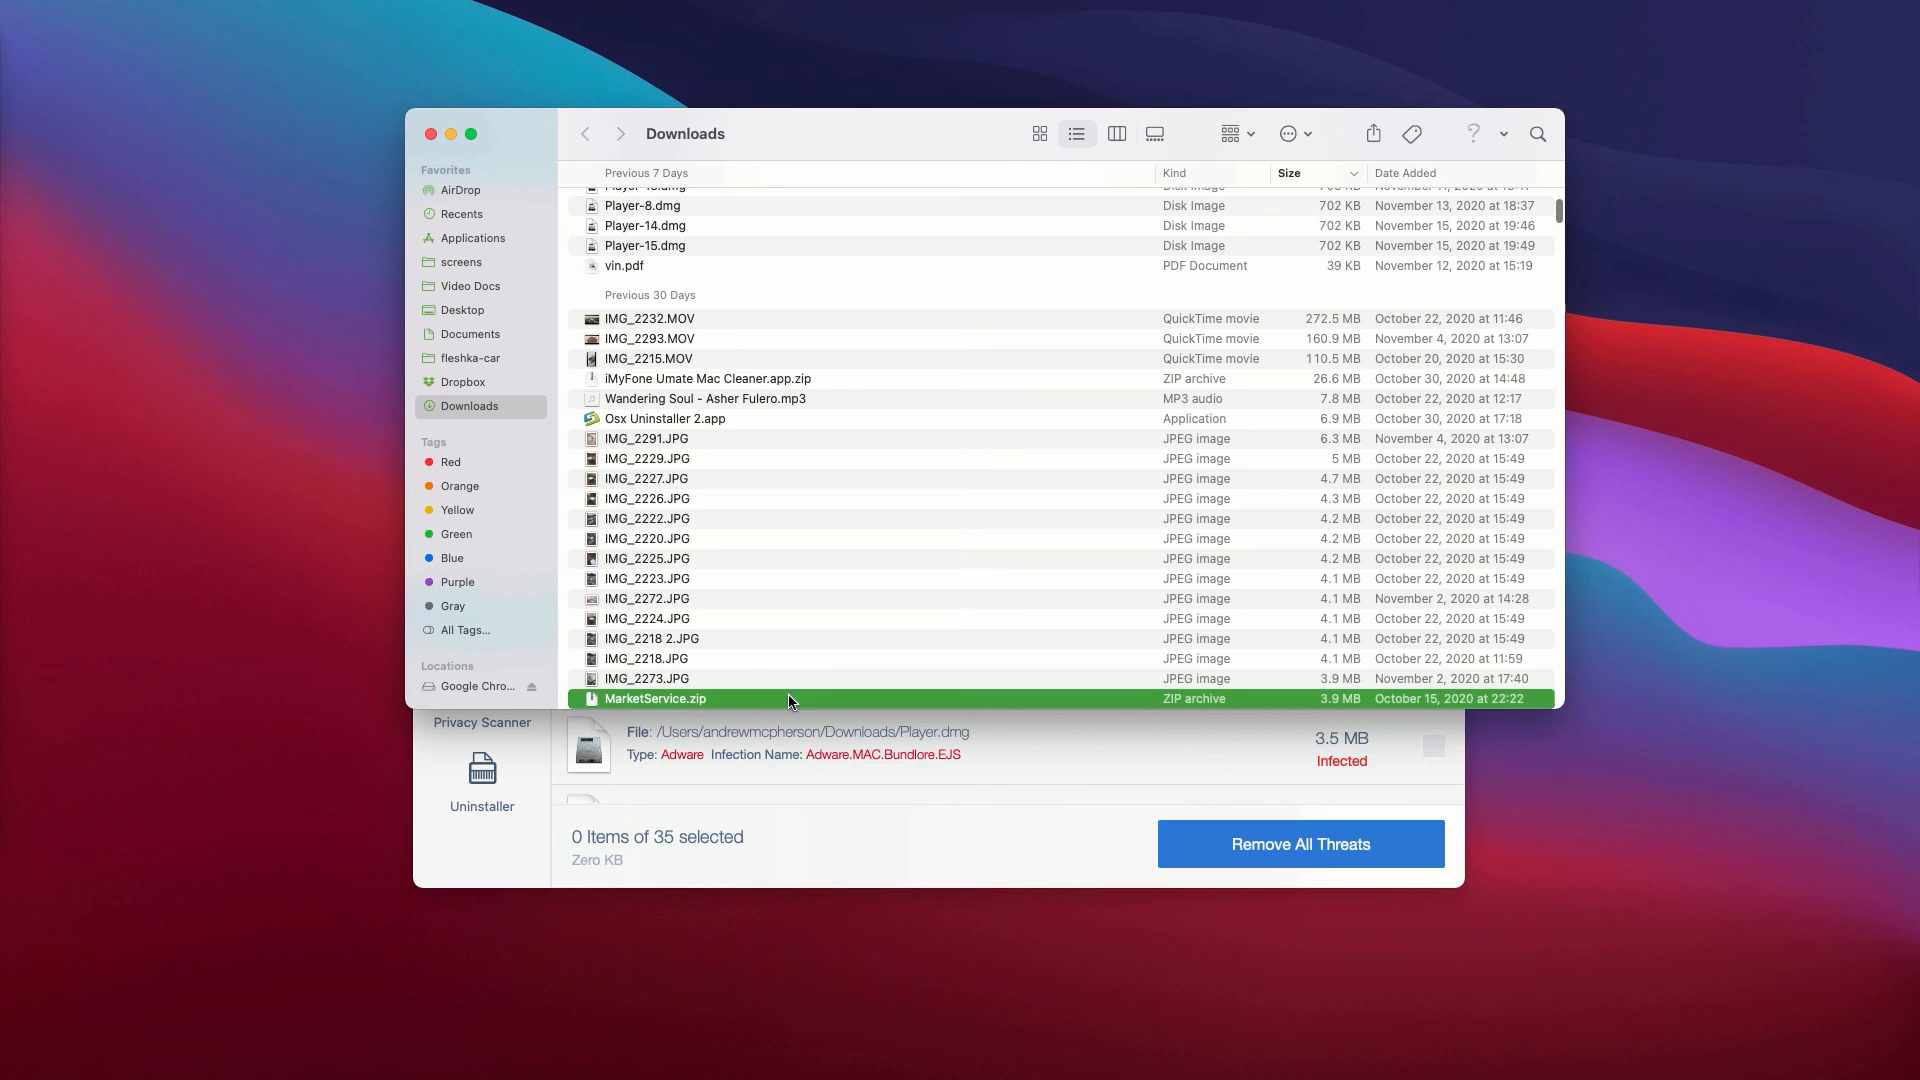 Downloads
Favorites
AirDrop
Recents
Applications
screens
Video Docs
Desktop
Documents
fleshka-car
Dropbox
Downloads
Tags
Red
Orange
Yellow
Green
Blue
Purple
Gray
All Tags...
Locations
Google Chro...
Previous 7 Days Kind Size Date Added
Player-8.dmg Disk Image 702 KB November 13, 2020 at 18:37
Player-14.dmg Disk Image 702 KB November 15, 2020 at 19:46
Player-15.dmg Disk Image 702 KB November 15, 2020 at 19:49
vin.pdf PDF Document 39 KB November 12, 2020 at 15:19
Previous 30 Days
IMG_2232.MOV QuickTime movie 272.5 MB October 22, 2020 at 11:46
IMG_2293.MOV QuickTime movie 160.9 MB November 4, 2020 at 13:07
IMG_2215.MOV QuickTime movie 110.5 MB October 20, 2020 at 15:30
iMyFone Umate Mac Cleaner.app.zip ZIP archive 26.6 MB October 30, 2020 at 14:48
Wandering Soul - Asher Fulero.mp3 MP3 audio 7.8 MB October 22, 2020 at 12:17
Osx Uninstaller 2.app Application 6.9 MB October 30, 2020 at 17:18
IMG_2291.JPG JPEG image 6.3 MB November 4, 2020 at 13:07
IMG_2229.JPG JPEG image 5 MB October 22, 2020 at 15:49
IMG_2227.JPG JPEG image 4.7 MB October 22, 2020 at 15:49
IMG_2226.JPG JPEG image 4.3 MB October 22, 2020 at 15:49
IMG_2222.JPG JPEG image 4.2 MB October 22, 2020 at 15:49
IMG_2220.JPG JPEG image 4.2 MB October 22, 2020 at 15:49
IMG_2225.JPG JPEG image 4.2 MB October 22, 2020 at 15:49
IMG_2223.JPG JPEG image 4.1 MB October 22, 2020 at 15:49
IMG_2272.JPG JPEG image 4.1 MB November 2, 2020 at 14:28
IMG_2224.JPG JPEG image 4.1 MB October 22, 2020 at 15:49
IMG_2218 2.JPG JPEG image 4.1 MB October 22, 2020 at 15:49
IMG_2218.JPG JPEG image 4.1 MB October 22, 2020 at 11:59
IMG_2273.JPG JPEG image 3.9 MB November 2, 2020 at 17:40
MarketService.zip ZIP archive 3.9 MB October 15, 2020 at 22:22
Privacy Scanner
Uninstaller
File: /Users/andrewmcpherson/Downloads/Player.dmg 3.5 MB
Type: Adware Infection Name: Adware.MAC.Bundlore.EJS Infected
0 Items of 35 selected
Zero KB
Remove All Threats